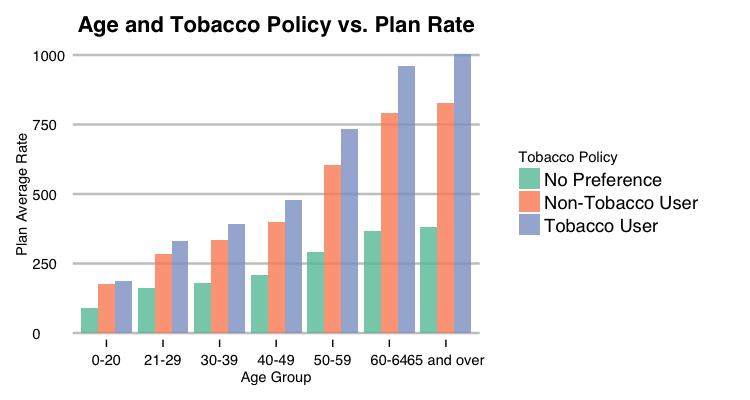 Age and Tobacco Policy vs. Plan Rate
Plan Average Rate
1000
750
500
250
0
0-20 21-29 30-39 40-49 50-59 60-64 65 and over
Age Group
Tobacco Policy
No Preference
Non-Tobacco User
Tobacco User